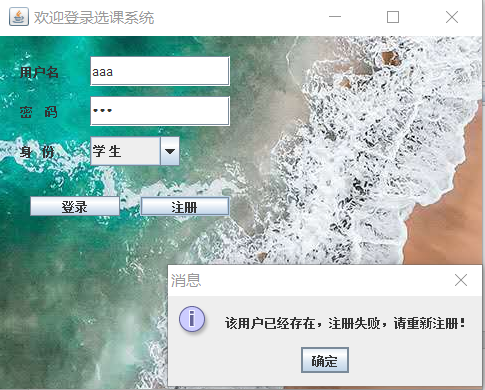 欢迎登录选课系统
用户名 aaa
密 码 •••
身 份 学生
登录 注册
消息
该用户已经存在，注册失败，请重新注册！
确定